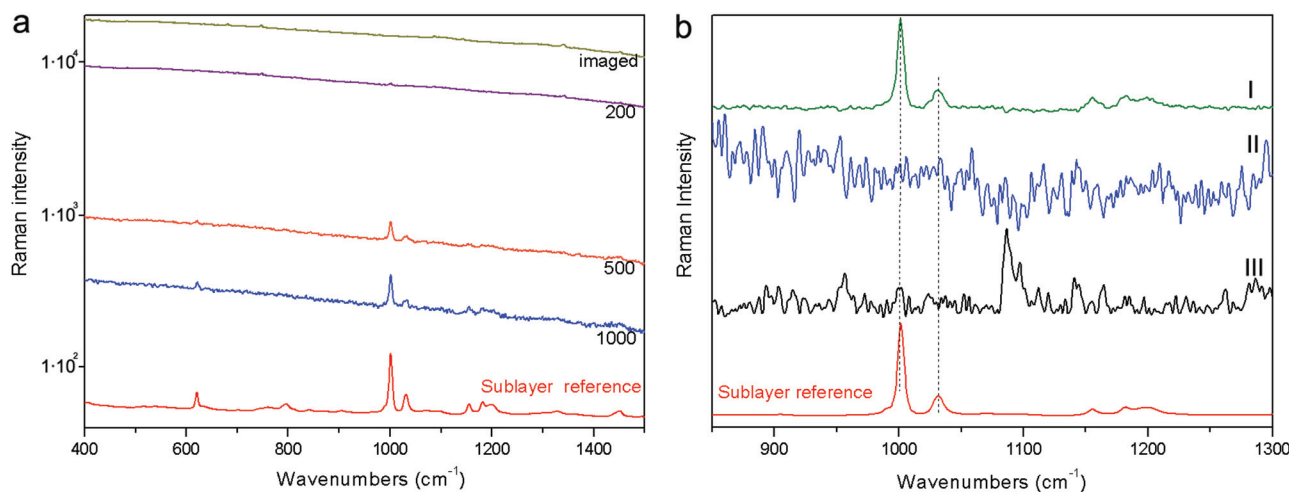 a
Raman Intensity
1·10⁴
1·10³
1·10²
imaged
200
500
1000
Sublayer reference
400 600 800 1000 1200 1400
Wavenumbers (cm⁻¹)
b
Raman Intensity
I
II
III
Sublayer reference
900 1000 1100 1200 1300
Wavenumbers (cm⁻¹)